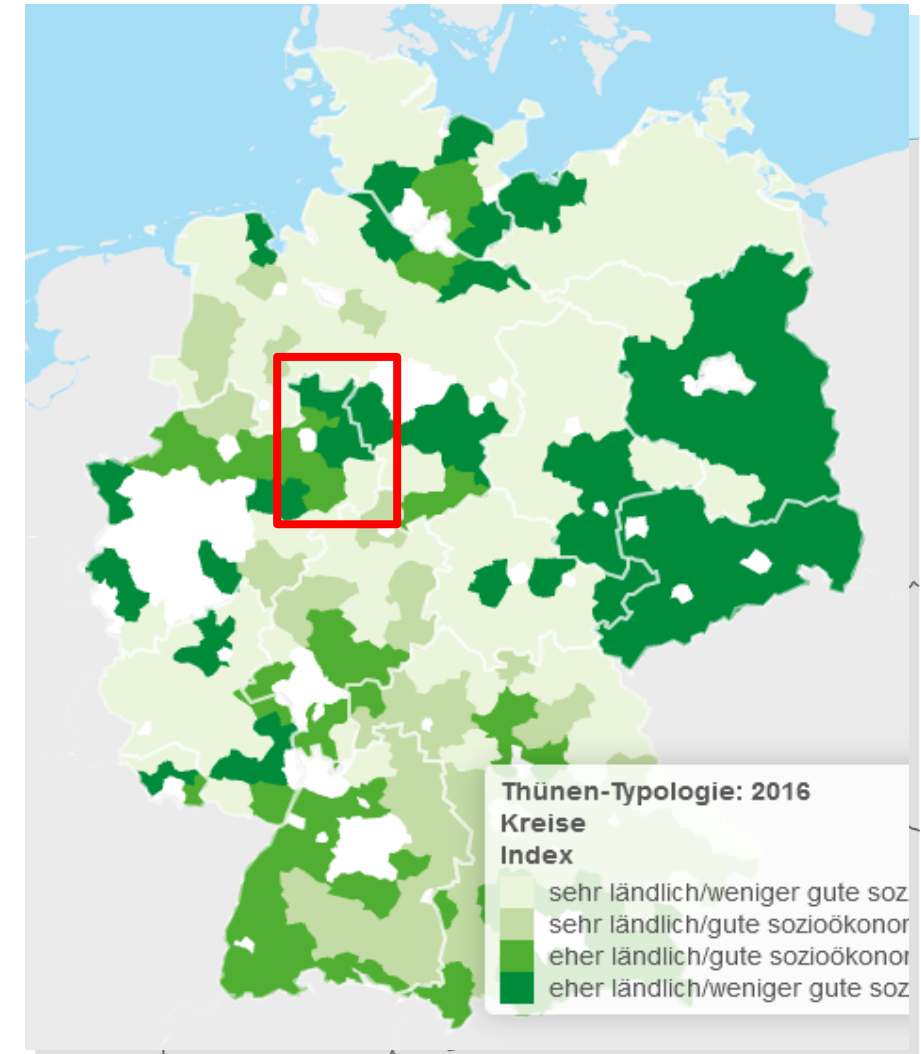 Thünen-Typologie: 2016
Kreise
Index
sehr ländlich/weniger gute soz
sehr ländlich/gute sozioökonor
eher ländlich/gute sozioökonor
eher ländlich/weniger gute soz